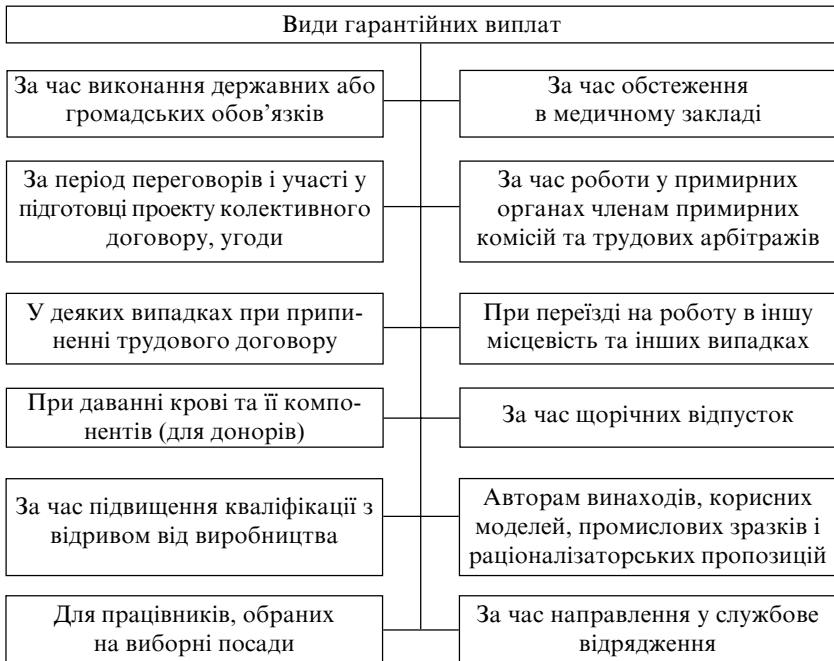 Види гарантійних виплат
За час виконання державних або
громадських обов’язків
За час обстеження
в медичному закладі
За період переговорів і участі у
підготовці проекту колективного
договору, угоди
За час роботи у примирних
органах членам примирних
комісій та трудових арбітражів
У деяких випадках при припи-
ненні трудового договору
При переїзді на роботу в іншу
місцевість та інших випадках
При даванні крові та її компо-
нентів (для донорів)
За час щорічних відпусток
За час підвищення кваліфікації з
відривом від виробництва
Авторам винаходів, корисних
моделей, промислових зразків і
раціоналізаторських пропозицій
Для працівників, обраних
на виборні посади
За час направлення у службове
відрядження